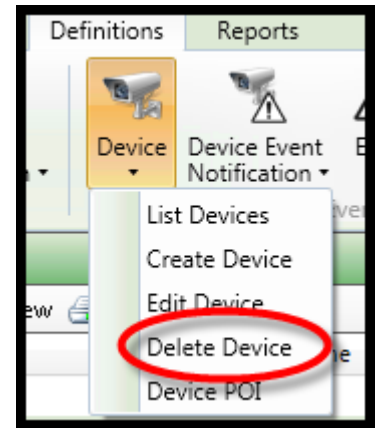 Definitions Reports
Device Device Event
Notification
List Devices
Create Device
Edit Device
Delete Device
Device POI